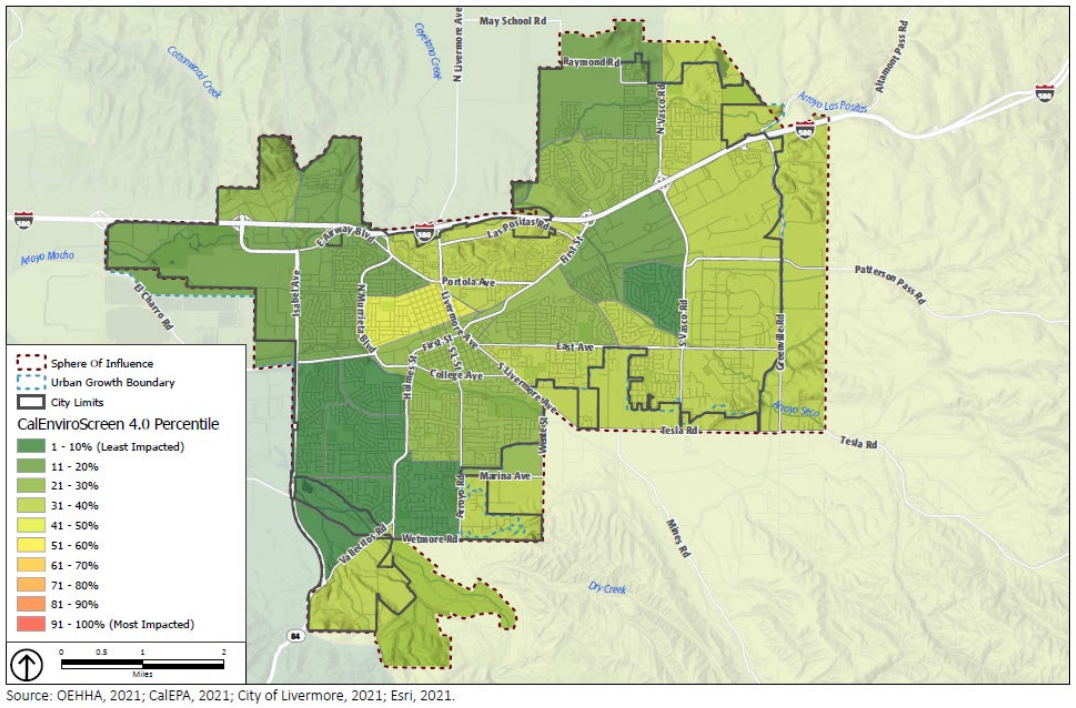 May School Rd
N Livermore Ave
Cayetano Creek
Cottonwood Creek
Altamont Pass Rd
Raymond Rd
580
N Vasco Rd
Arroyo Las Positas
580
580
580
E Airway Blvd
Las Positas Rd
First St
Arroyo Mocho
El Charro Rd
Isabel Ave
N Murrieta Blvd
Portola Ave
Livermore Ave
Patterson Pass Rd
S Vasco Rd
Greenville Rd
First St
S L St
East Ave
Holmes St
College Ave
S Livermore Ave
Arroyo Seco
Tesla Rd
Tesla Rd
Wente St
Marina Ave
Arroyo Rd
Mines Rd
Vallecitos Rd
Wetmore Rd
Dry Creek
84
Sphere Of Influence
Urban Growth Boundary
City Limits
CalEnviroScreen 4.0 Percentile
1 - 10% (Least Impacted)
11 - 20%
21 - 30%
31 - 40%
41 - 50%
51 - 60%
61 - 70%
71 - 80%
81 - 90%
91 - 100% (Most Impacted)
0 0.5 1 2
Miles
Source: OEHHA, 2021; CalEPA, 2021; City of Livermore, 2021; Esri, 2021.